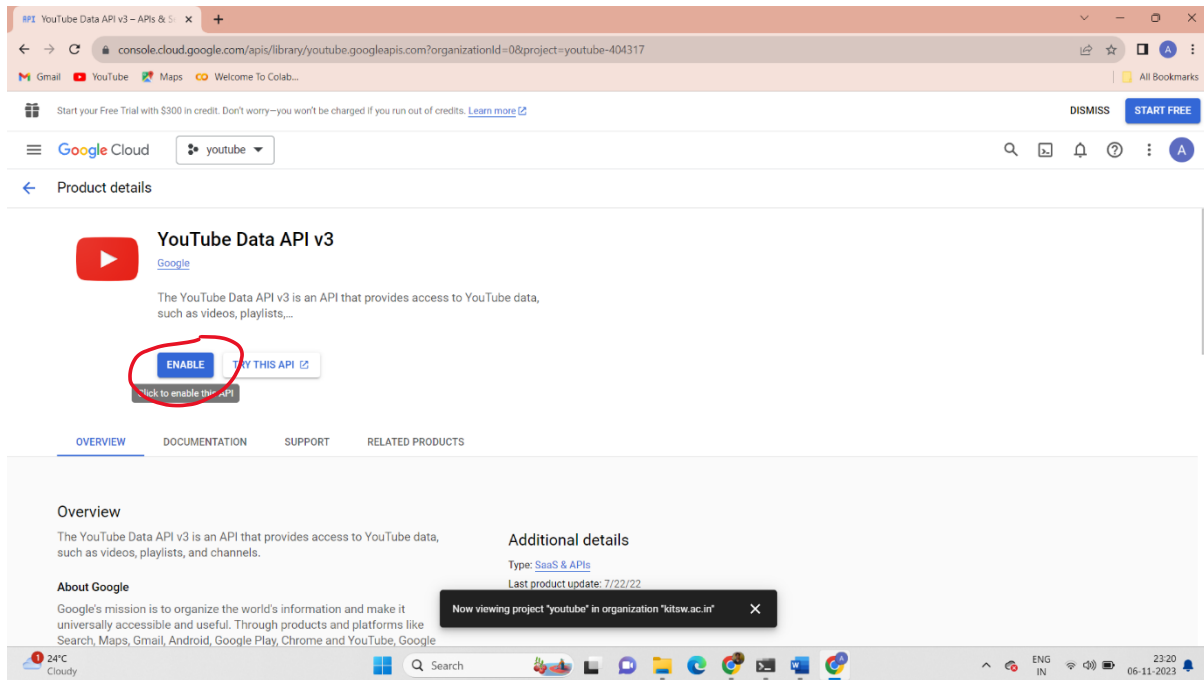 API YouTube Data API v3 – APIs & S
console.cloud.google.com/apis/library/youtube.googleapis.com?organizationId=0&project=youtube-404317
A
Gmail YouTube Maps CO Welcome To Colab... All Bookmarks
Start your Free Trial with $300 in credit. Don't worry—you won't be charged if you run out of credits. Learn more DISMISS START FREE
Google Cloud youtube A
Product details
YouTube Data API v3
Google
The YouTube Data API v3 is an API that provides access to YouTube data,
such as videos, playlists,...
ENABLE TRY THIS API
Click to enable this API
OVERVIEW DOCUMENTATION SUPPORT RELATED PRODUCTS
Overview
The YouTube Data API v3 is an API that provides access to YouTube data,
such as videos, playlists, and channels.
About Google
Google's mission is to organize the world's information and make it
universally accessible and useful. Through products and platforms like
Search, Maps, Gmail, Android, Google Play, Chrome and YouTube, Google
Additional details
Type: SaaS & APIs
Last product update: 7/22/22
Now viewing project "youtube" in organization "kitsw.ac.in"
1 24°C
Cloudy
Search
ENG
IN
23:20
06-11-2023